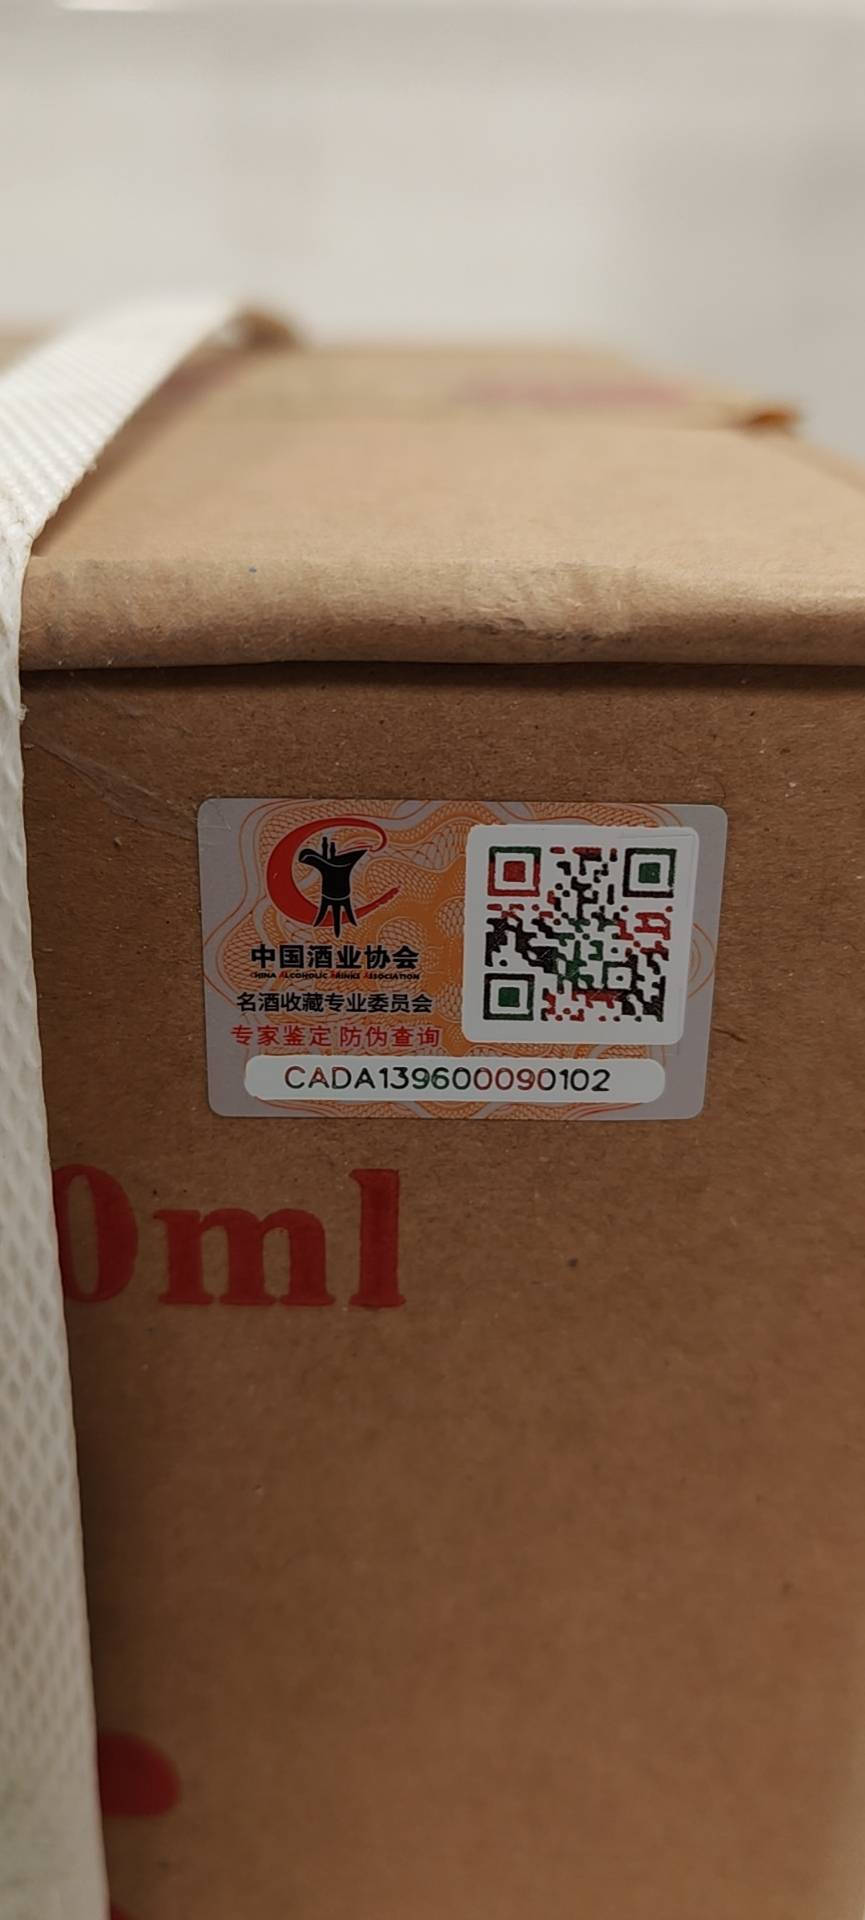 中国酒业协会
CHINA ALCOHOLIC DRINKS ASSOCIATION
名酒收藏专业委员会
专家鉴定 防伪查询
CADA139600090102
0ml